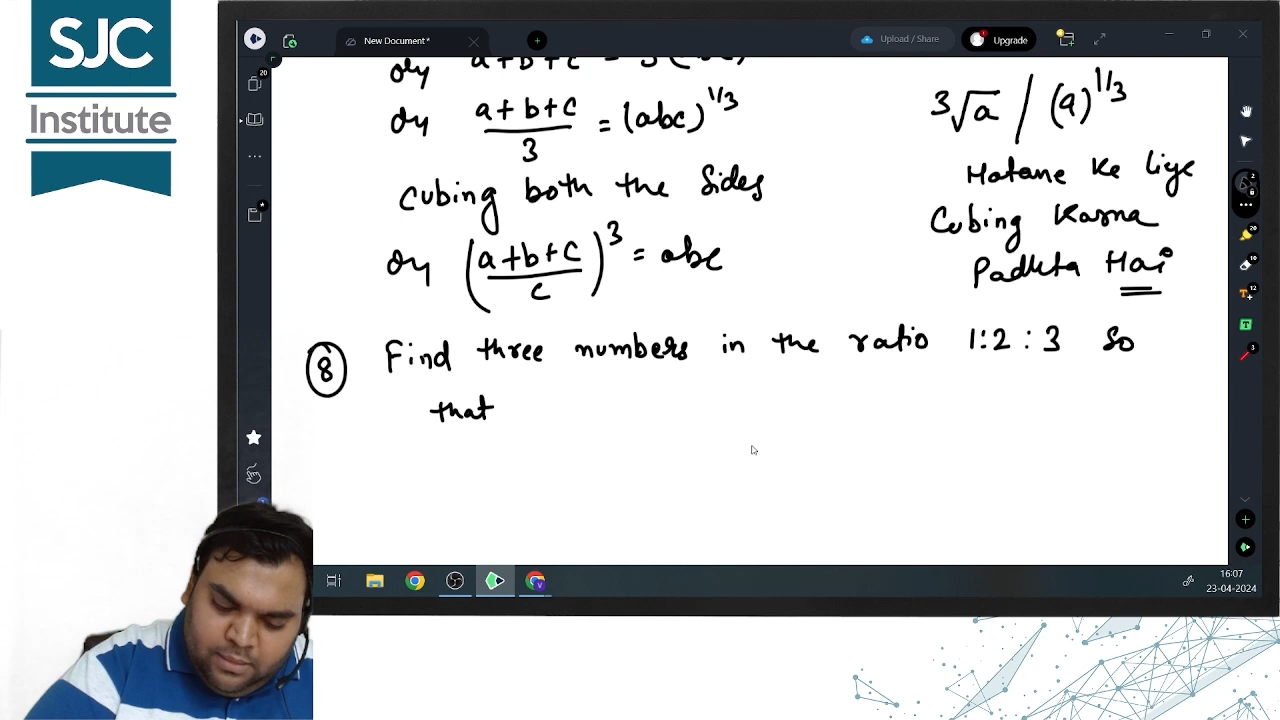 SJC
Institute
New Document*
Upload / Share
Upgrade
a+b+c
or a+b+c/3 = (abc)^1/3
Cubing both the Sides
or (a+b+c/c)^3 = abc
3√a / (a)^1/3
Hatane Ke liye
Cubing Karna
Padhta Hai
8 Find three numbers in the ratio 1:2:3 so
that
16:07
23-04-2024